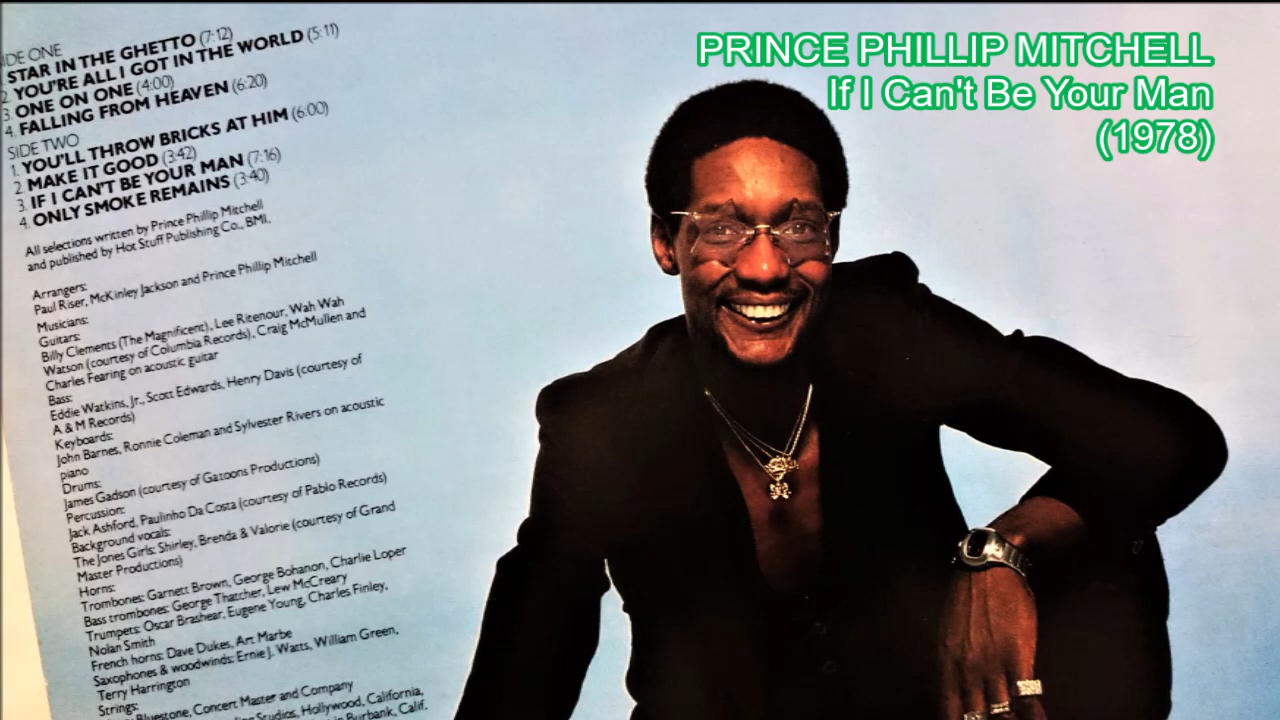 SIDE ONE
STAR IN THE GHETTO (7:12)
2. YOU'RE ALL I GOT IN THE WORLD (5:11)
3. ONE ON ONE (4:00)
4. FALLING FROM HEAVEN (6:20)
SIDE TWO
1. YOU'LL THROW BRICKS AT HIM (6:00)
2. MAKE IT GOOD (3:42)
3. IF I CAN'T BE YOUR MAN (7:16)
4. ONLY SMOKE REMAINS (3:40)
All selections written by Prince Phillip Mitchell
and published by Hot Stuff Publishing Co., BMI.
Arrangers:
Paul Riser, McKinley Jackson and Prince Phillip Mitchell
Musicians:
Guitars:
Billy Clements (The Magnificent), Lee Ritenour, Wah Wah
Watson (courtesy of Columbia Records), Craig McMullen and
Charles Fearing on acoustic guitar
Bass:
Eddie Watkins, Jr., Scott Edwards, Henry Davis (courtesy of
A & M Records)
Keyboards:
John Barnes, Ronnie Coleman and Sylvester Rivers on acoustic
piano
Drums:
James Gadson (courtesy of Gatoons Productions)
Percussion:
Jack Ashford, Paulinho Da Costa (courtesy of Pablo Records)
Background vocals:
The Jones Girls: Shirley, Brenda & Valorie (courtesy of Grand
Master Productions)
Horns:
Trombones: Garnett Brown, George Bohanon, Charlie Loper
Bass trombones: George Thatcher, Lew McCreary
Trumpets: Oscar Brashear, Eugene Young, Charles Finley,
Nolan Smith
French horns: Dave Dukes, Art Marbe
Saxophones & woodwinds: Ernie J. Watts, William Green,
Terry Harrington
Strings:
Bluestone, Concert Master and Company
Studios, Hollywood, California,
in Burbank, Calif.
PRINCE PHILLIP MITCHELL
If I Can't Be Your Man
(1978)